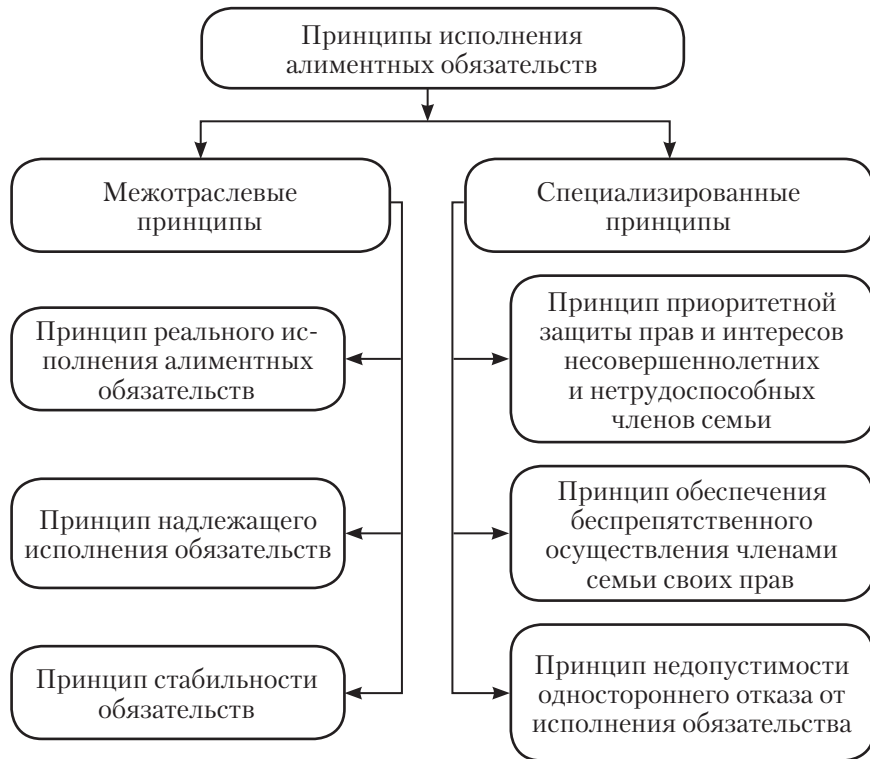 Принципы исполнения
алиментных обязательств
Межотраслевые
принципы
Специализированные
принципы
Принцип реального ис-
полнения алиментных
обязательств
Принцип надлежащего
исполнения обязательств
Принцип стабильности
обязательств
Принцип приоритетной
защиты прав и интересов
несовершеннолетних
и нетрудоспособных
членов семьи
Принцип обеспечения
беспрепятственного
осуществления членами
семьи своих прав
Принцип недопустимости
одностороннего отказа от
исполнения обязательства